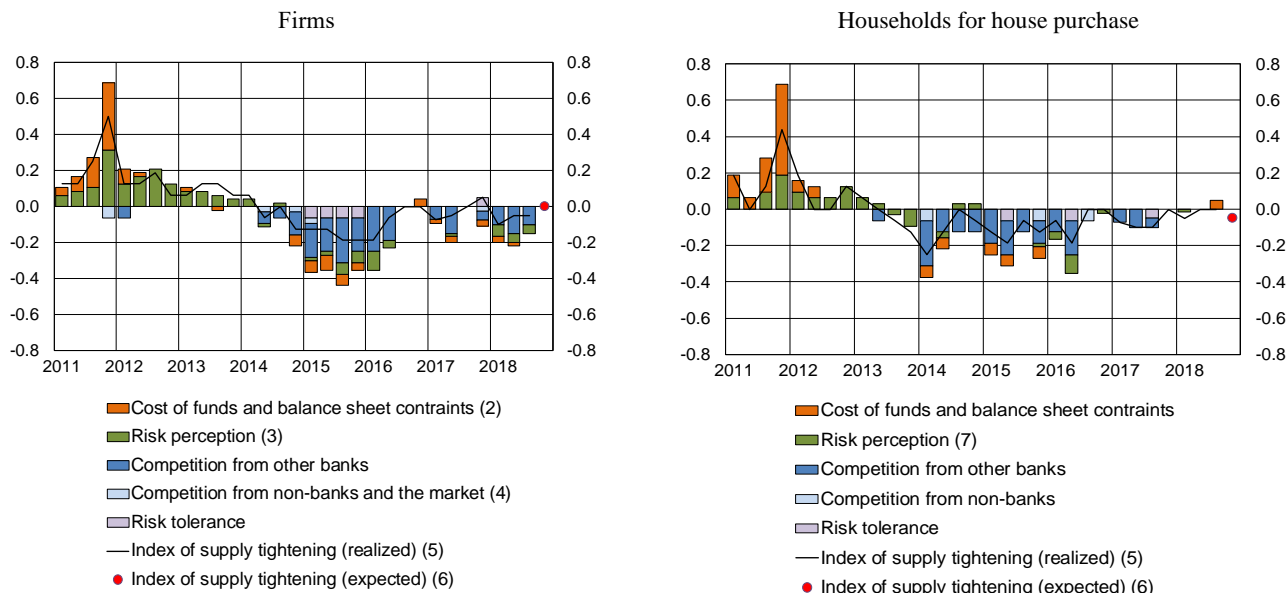 Firms
0.8 0.8
0.6 0.6
0.4 0.4
0.2 0.2
0.0 0.0
-0.2 -0.2
-0.4 -0.4
-0.6 -0.6
-0.8 -0.8
2011 2012 2013 2014 2015 2016 2017 2018
Cost of funds and balance sheet contraints (2)
Risk perception (3)
Competition from other banks
Competition from non-banks and the market (4)
Risk tolerance
Index of supply tightening (realized) (5)
Index of supply tightening (expected) (6)
Households for house purchase
0.8 0.8
0.6 0.6
0.4 0.4
0.2 0.2
0.0 0.0
-0.2 -0.2
-0.4 -0.4
-0.6 -0.6
-0.8 -0.8
2011 2012 2013 2014 2015 2016 2017 2018
Cost of funds and balance sheet constraints
Risk perception (7)
Competition from other banks
Competition from non-banks
Risk tolerance
Index of supply tightening (realized) (5)
Index of supply tightening (expected) (6)